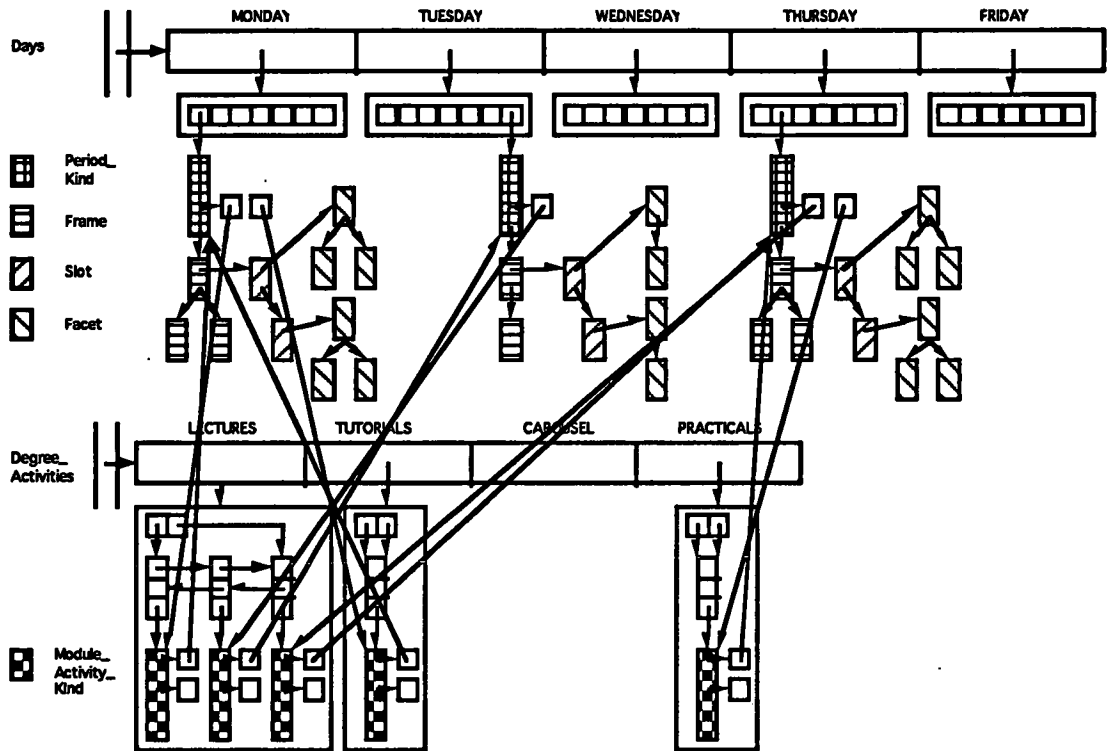 MONDAY
TUESDAY
WEDNESDAY
THURSDAY
FRIDAY
Days
Period_
Kind
Frame
Slot
Facet
LECTURES
TUTORIALS
CAROUSEL
PRACTICALS
Degree_
Activities
Module_
Activity_
Kind